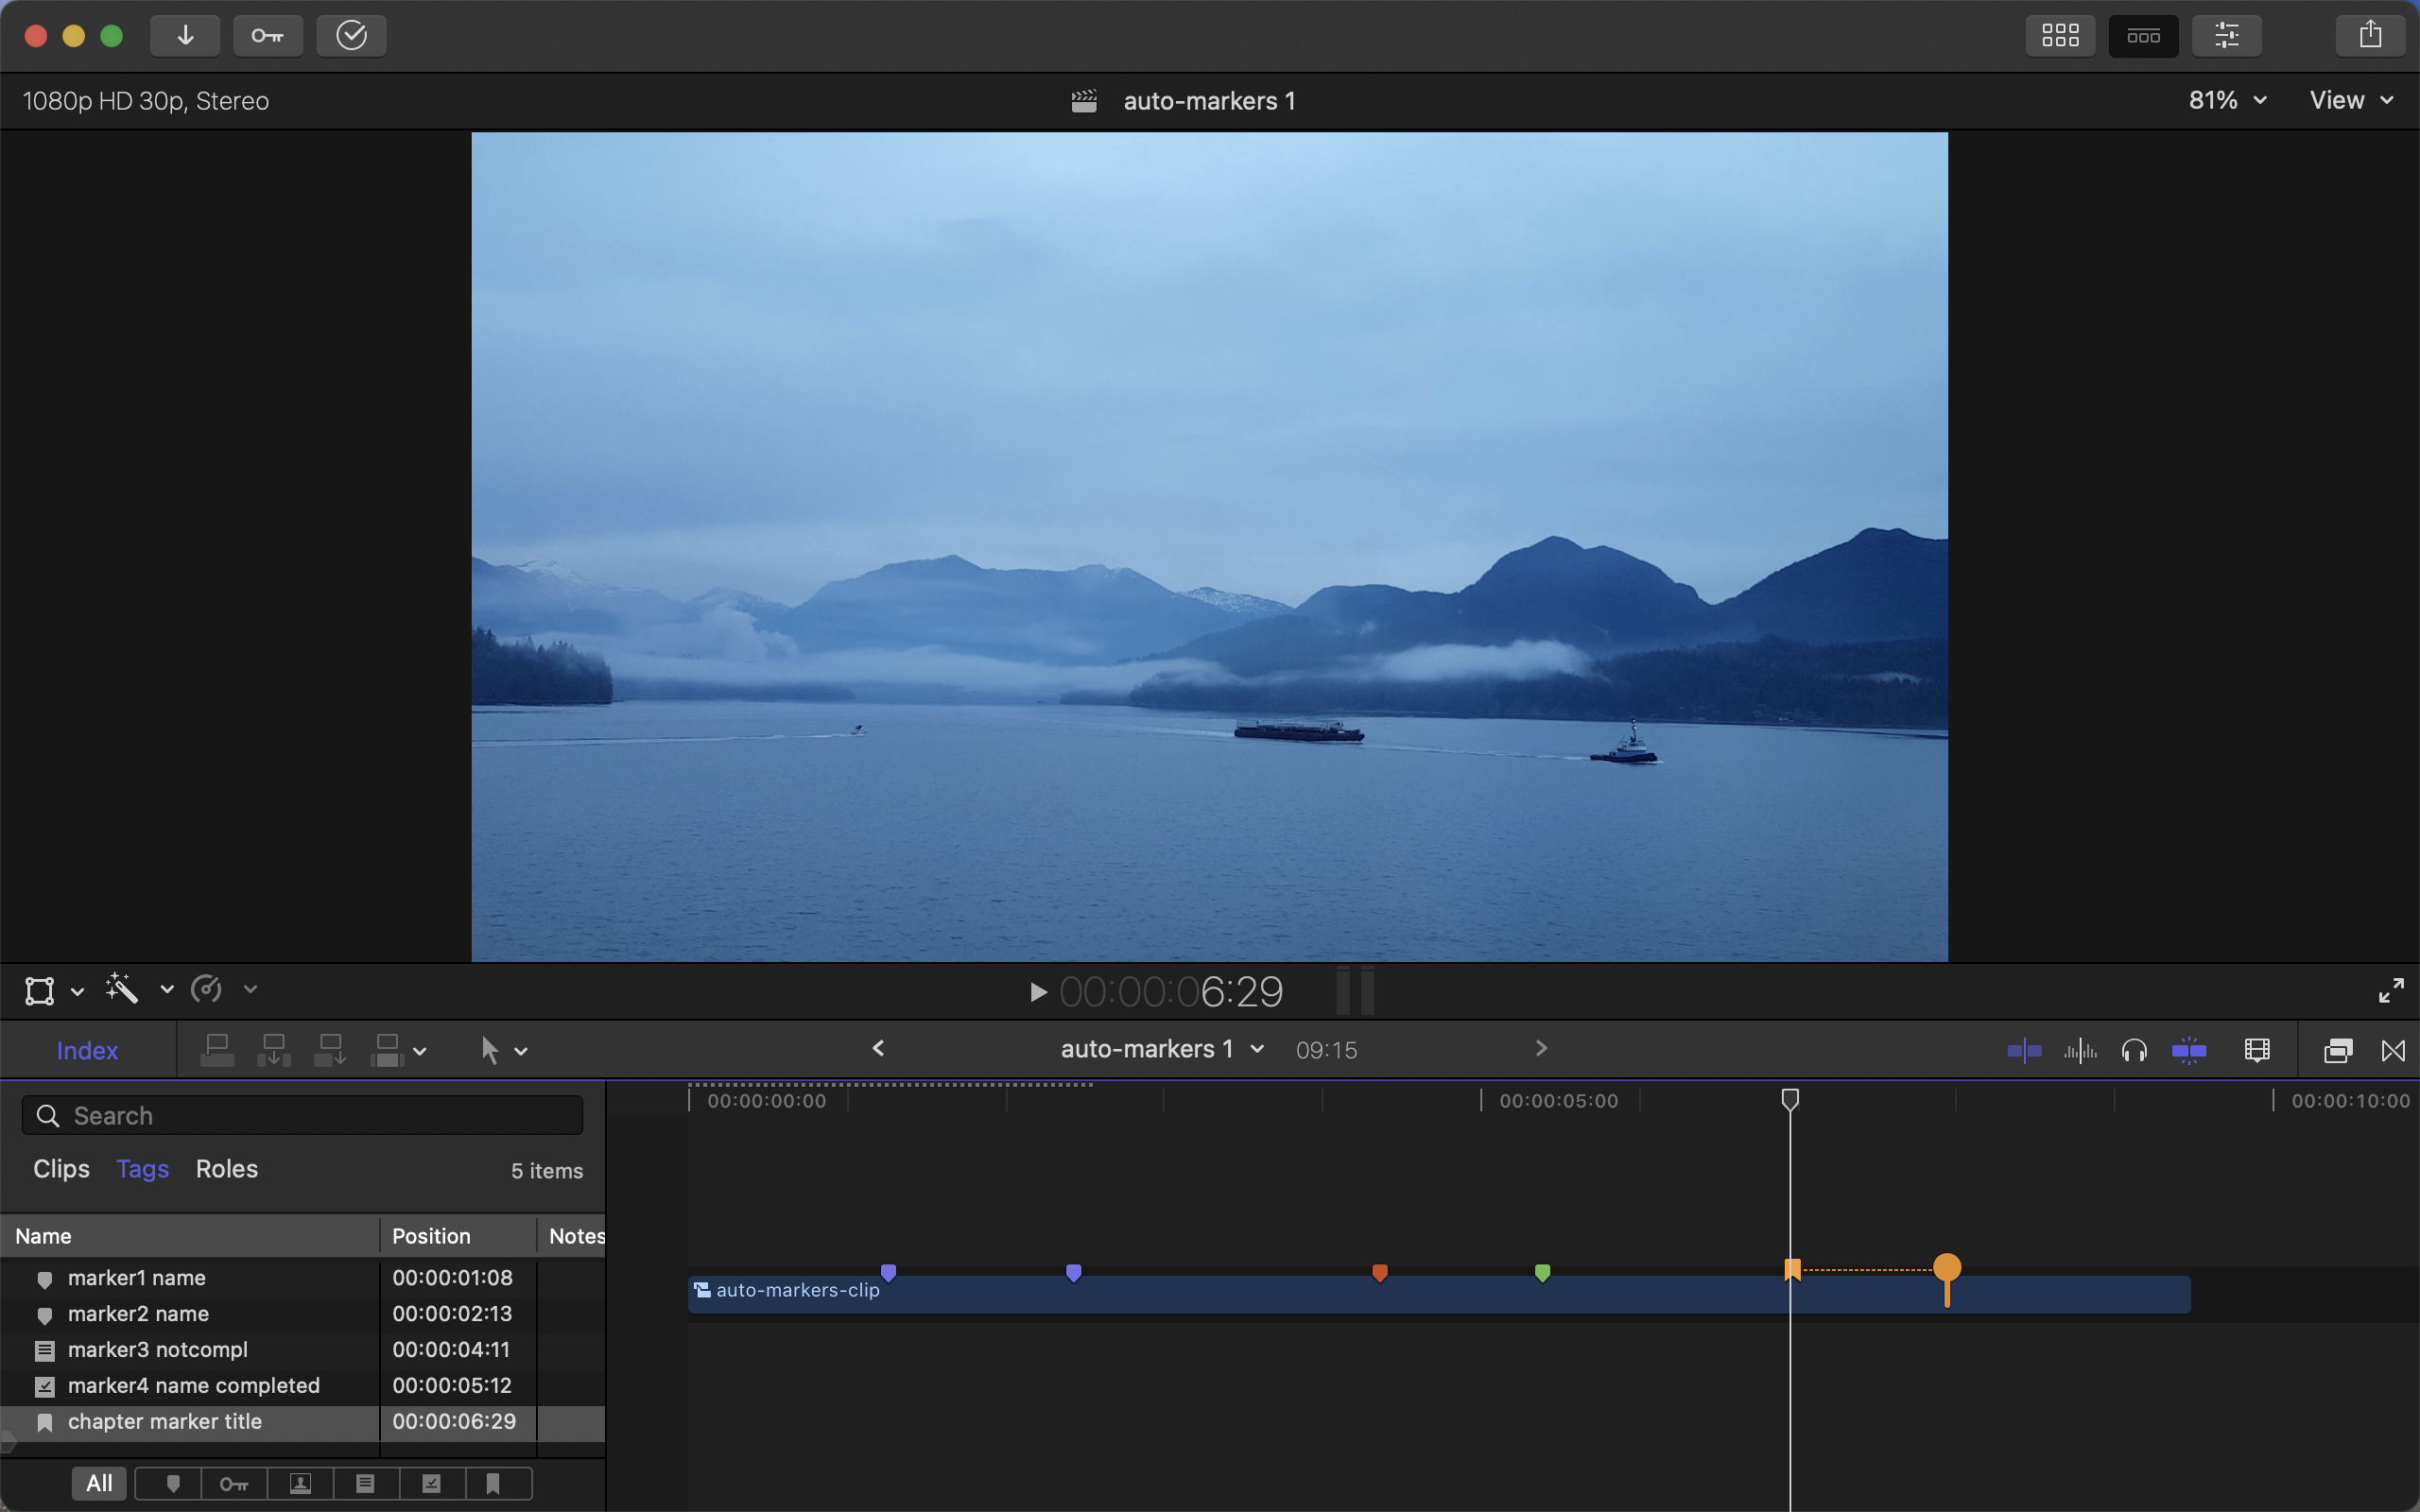 1080p HD 30p, Stereo
auto-markers 1
81%
View
00:00:06:29
Index
auto-markers 1
09:15
Search
Clips Tags Roles
5 items
Name Position Notes
marker1 name 00:00:01:08
marker2 name 00:00:02:13
marker3 notcompl 00:00:04:11
marker4 name completed 00:00:05:12
chapter marker title 00:00:06:29
All
00:00:00:00
00:00:05:00
00:00:10:00
auto-markers-clip